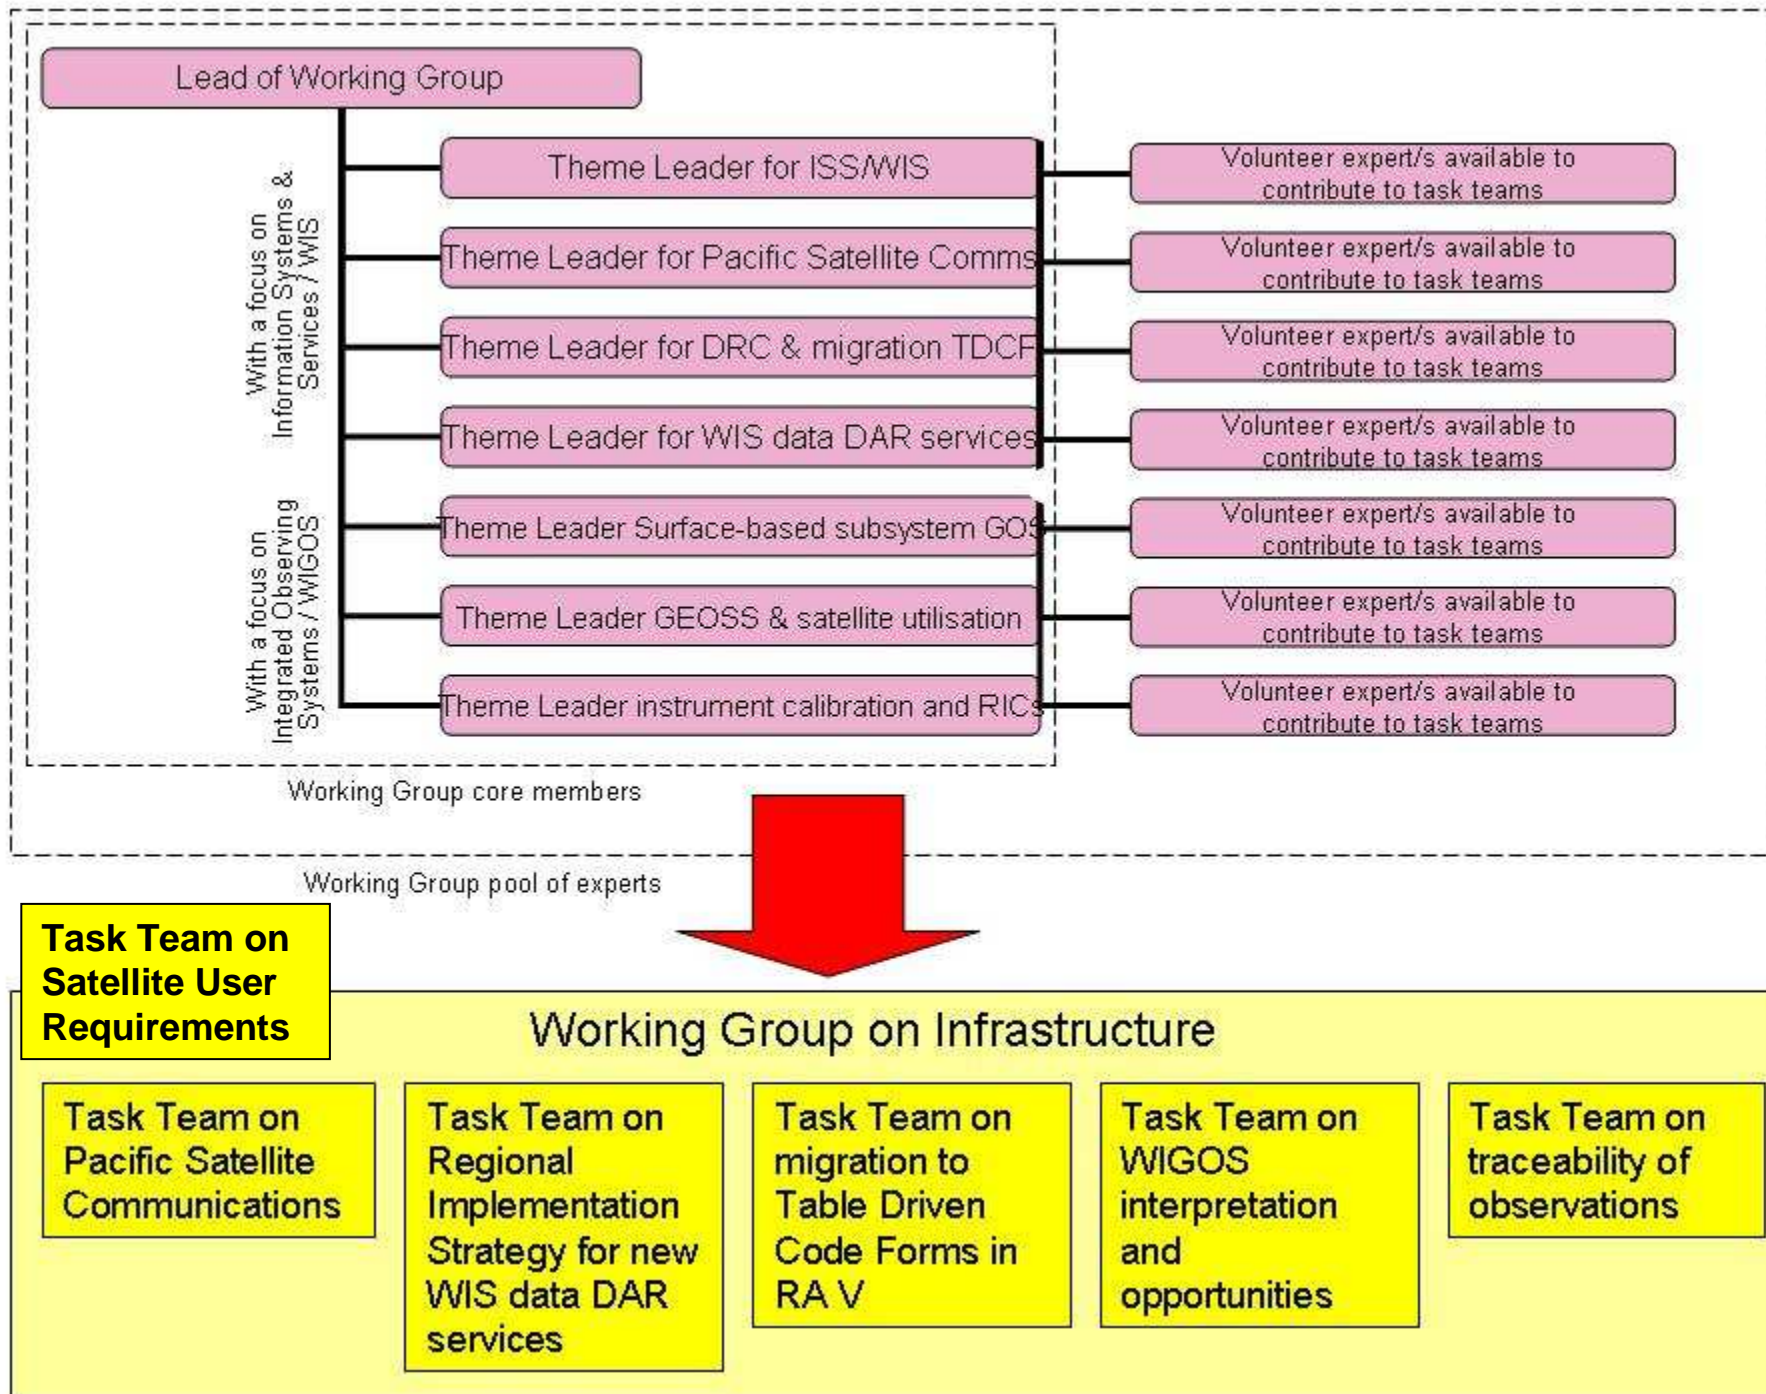 Lead of Working Group
With a focus on
Information Systems &
Services / WIS
Theme Leader for ISS/WIS
Volunteer expert/s available to
contribute to task teams
Theme Leader for Pacific Satellite Comms
Volunteer expert/s available to
contribute to task teams
Theme Leader for DRC & migration TDCF
Volunteer expert/s available to
contribute to task teams
Theme Leader for WIS data DAR services
Volunteer expert/s available to
contribute to task teams
With a focus on
Integrated Observing
Systems / WIGOS
Theme Leader Surface-based subsystem GOS
Volunteer expert/s available to
contribute to task teams
Theme Leader GEOSS & satellite utilisation
Volunteer expert/s available to
contribute to task teams
Theme Leader instrument calibration and RICs
Volunteer expert/s available to
contribute to task teams
Working Group core members
Working Group pool of experts
Task Team on
Satellite User
Requirements
Working Group on Infrastructure
Task Team on
Pacific Satellite
Communications
Task Team on
Regional
Implementation
Strategy for new
WIS data DAR
services
Task Team on
migration to
Table Driven
Code Forms in
RA V
Task Team on
WIGOS
interpretation
and
opportunities
Task Team on
traceability of
observations